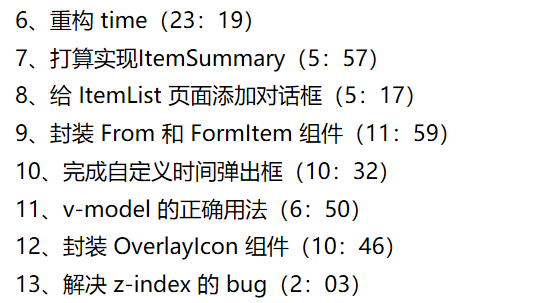 6、重构 time（23：19）
7、打算实现ItemSummary（5：57）
8、给 ItemList 页面添加对话框（5：17）
9、封装 From 和 FormItem 组件（11：59）
10、完成自定义时间弹出框（10：32）
11、v-model 的正确用法（6：50）
12、封装 OverlayIcon 组件（10：46）
13、解决 z-index 的 bug（2：03）